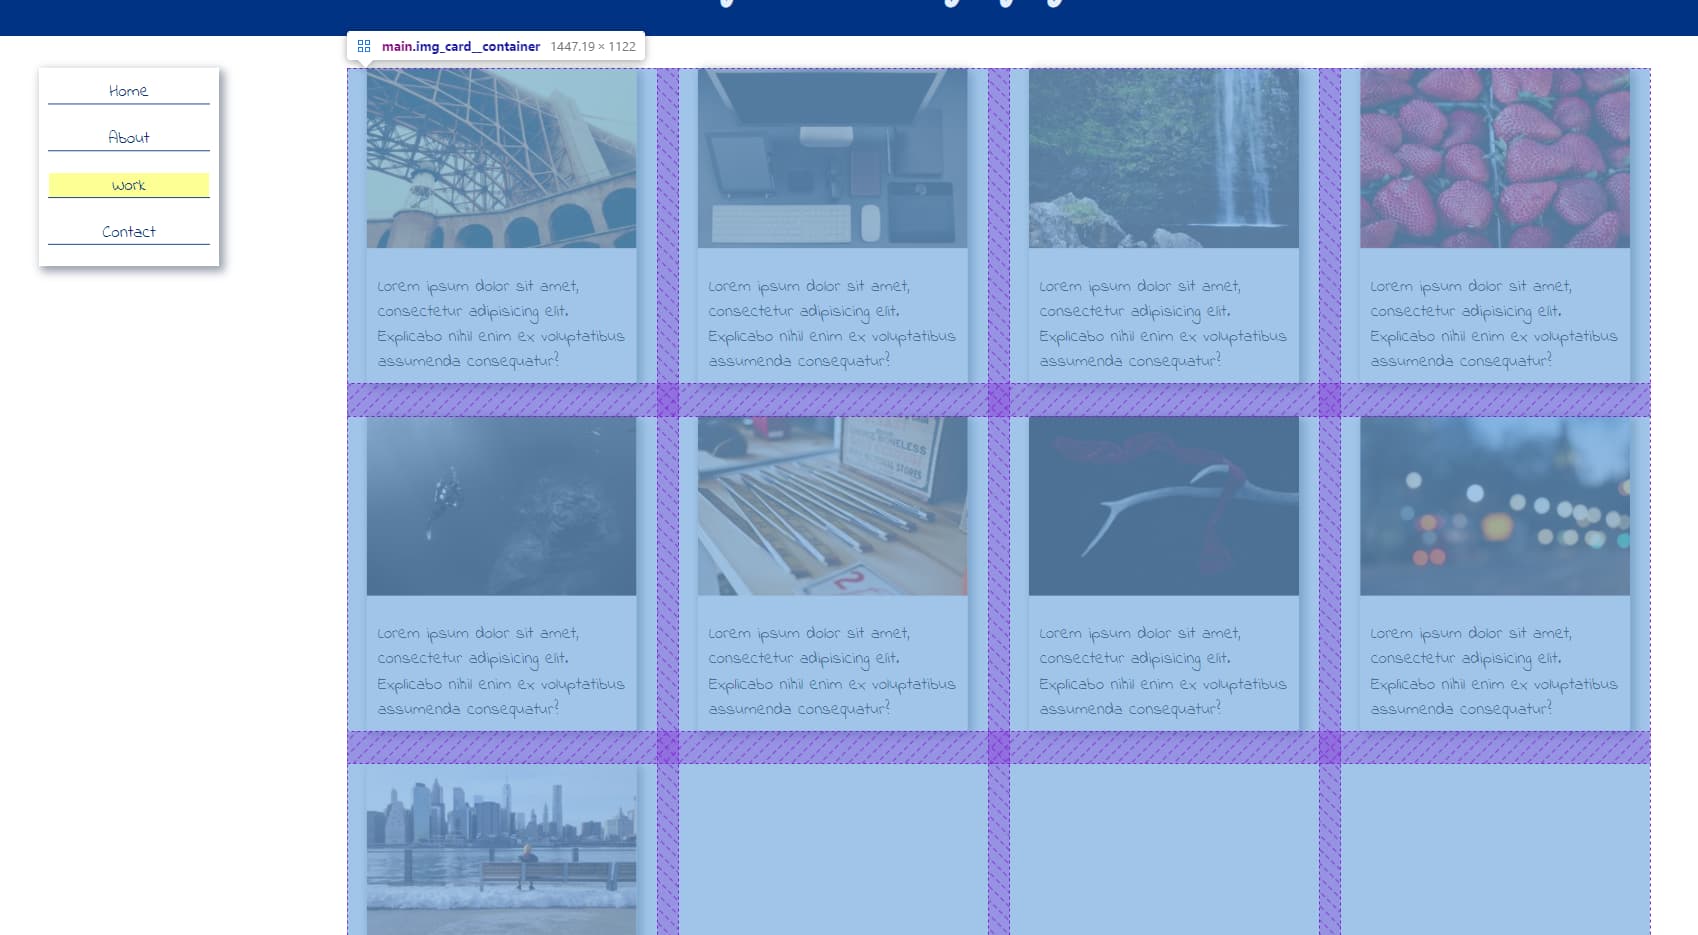 main.img_card__container 1447.19 × 1122
Home
About
Work
Contact
Lorem ipsum dolor sit amet,
consectetur adipisicing elit.
Explicabo nihil enim ex voluptatibus
assumenda consequatur?
Lorem ipsum dolor sit amet,
consectetur adipisicing elit.
Explicabo nihil enim ex voluptatibus
assumenda consequatur?
Lorem ipsum dolor sit amet,
consectetur adipisicing elit.
Explicabo nihil enim ex voluptatibus
assumenda consequatur?
Lorem ipsum dolor sit amet,
consectetur adipisicing elit.
Explicabo nihil enim ex voluptatibus
assumenda consequatur?
STORES
Lorem ipsum dolor sit amet,
consectetur adipisicing elit.
Explicabo nihil enim ex voluptatibus
assumenda consequatur?
Lorem ipsum dolor sit amet,
consectetur adipisicing elit.
Explicabo nihil enim ex voluptatibus
assumenda consequatur?
Lorem ipsum dolor sit amet,
consectetur adipisicing elit.
Explicabo nihil enim ex voluptatibus
assumenda consequatur?
Lorem ipsum dolor sit amet,
consectetur adipisicing elit.
Explicabo nihil enim ex voluptatibus
assumenda consequatur?